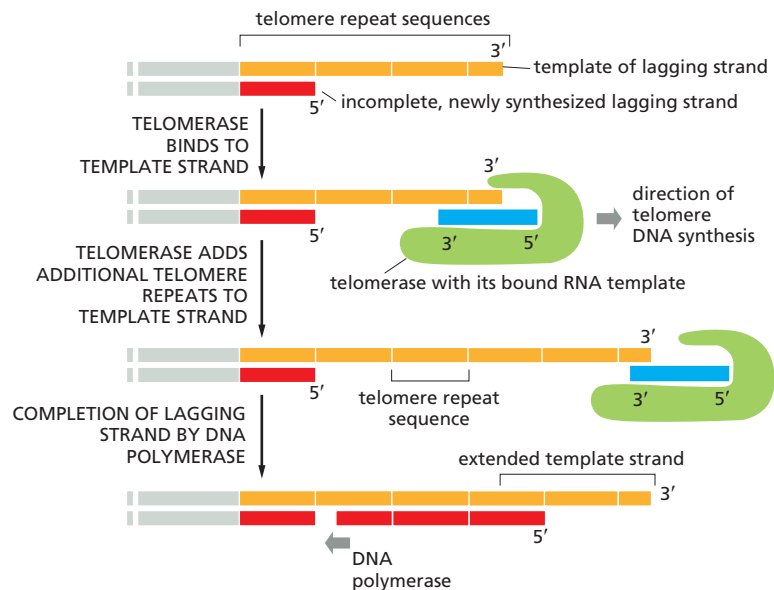 telomere repeat sequences
3′
template of lagging strand
incomplete, newly synthesized lagging strand
5′
TELOMERASE
BINDS TO
TEMPLATE STRAND
3′
direction of
telomere
DNA synthesis
5′
3′
5′
TELOMERASE ADDS
ADDITIONAL TELOMERE
REPEATS TO
TEMPLATE STRAND
telomerase with its bound RNA template
3′
5′
telomere repeat
sequence
3′
5′
COMPLETION OF LAGGING
STRAND BY DNA
POLYMERASE
extended template strand
3′
5′
DNA
polymerase